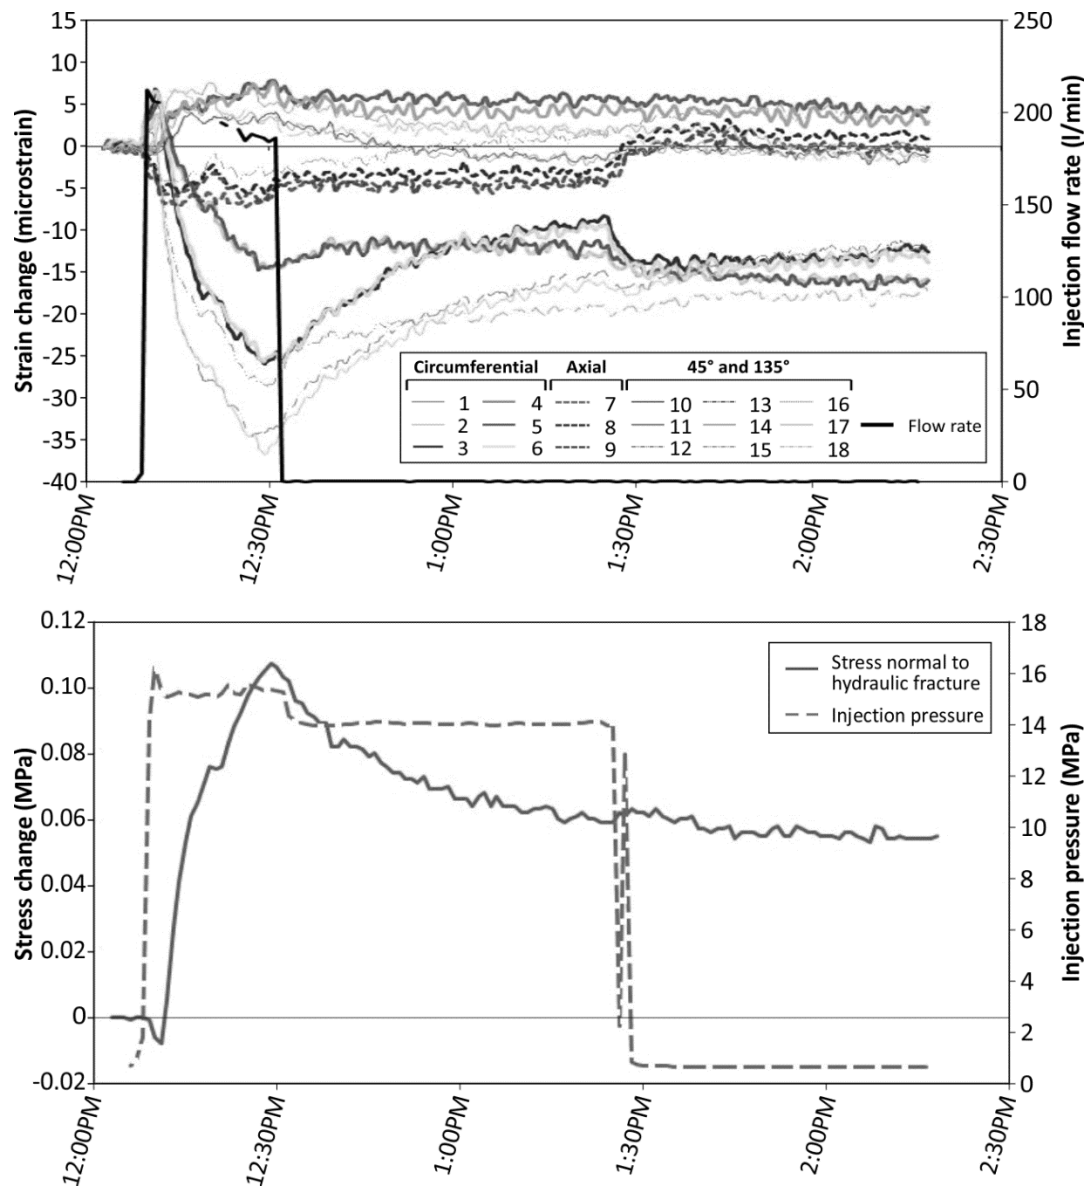 15
10
5
0
-5
-10
-15
-20
-25
-30
-35
-40
Strain change (microstrain)
250
200
150
100
50
0
Injection flow rate (l/min)
Circumferential Axial 45° and 135°
1 4 7 10 13 16
2 5 8 11 14 17 Flow rate
3 6 9 12 15 18
12:00PM 12:30PM 1:00PM 1:30PM 2:00PM 2:30PM
0.12
0.10
0.08
0.06
0.04
0.02
0
-0.02
Stress change (MPa)
18
16
14
12
10
8
6
4
2
0
Injection pressure (MPa)
Stress normal to
hydraulic fracture
Injection pressure
12:00PM 12:30PM 1:00PM 1:30PM 2:00PM 2:30PM